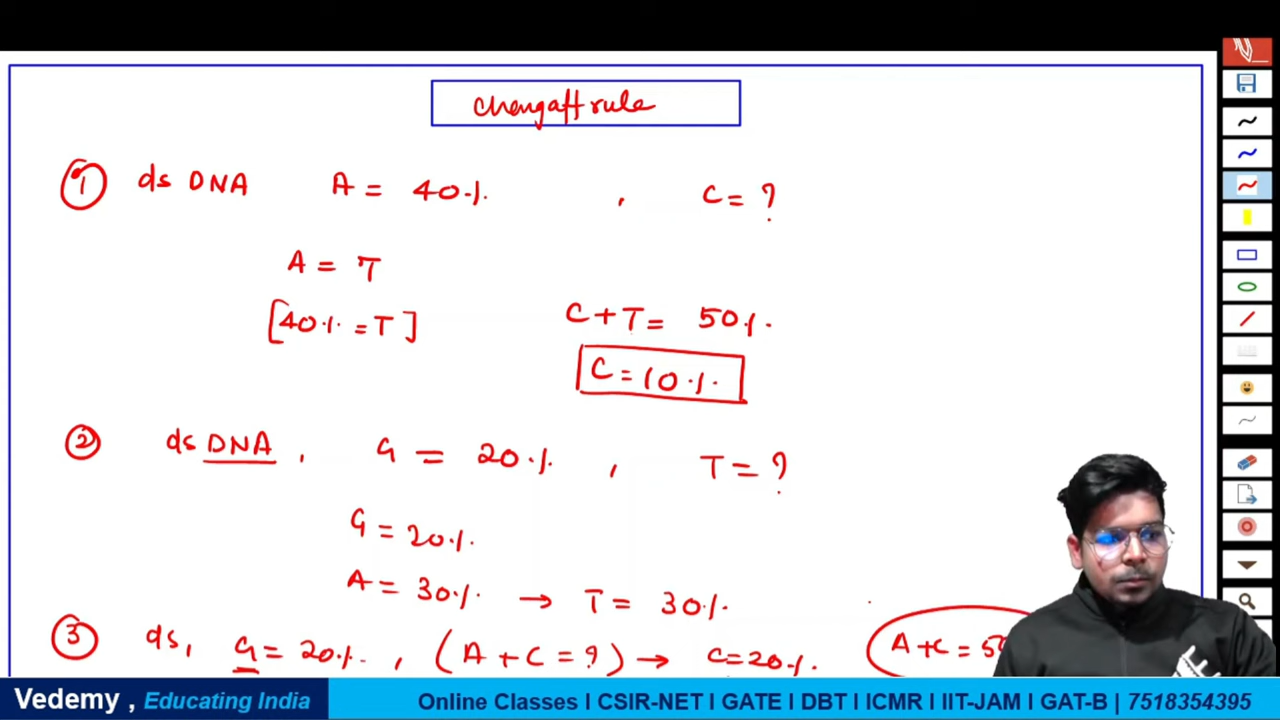 Chargaff rule
① ds DNA A = 40%. , C = ?
A = T
[40%. = T]
C + T = 50%.
C = 10%.
② ds DNA , G = 20%. , T = ?
G = 20%.
A = 30%. → T = 30%.
③ ds, G = 20%. , (A + C = ?) → C = 20%.
A + C =
Vedemy , Educating India
Online Classes I CSIR-NET I GATE I DBT I ICMR I IIT-JAM I GAT-B | 7518354395